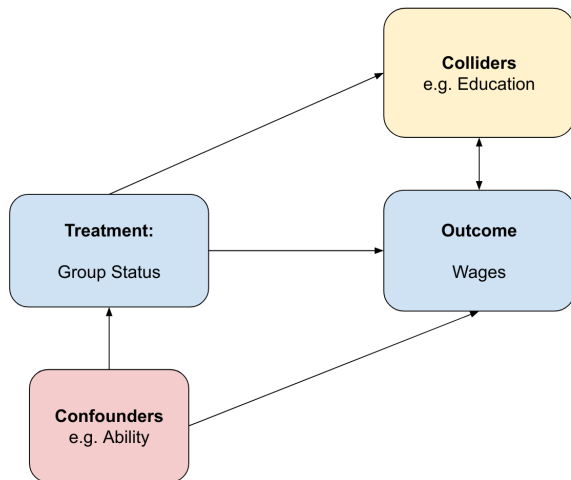 Colliders
e.g. Education
Treatment:
Group Status
Outcome
Wages
Confounders
e.g. Ability